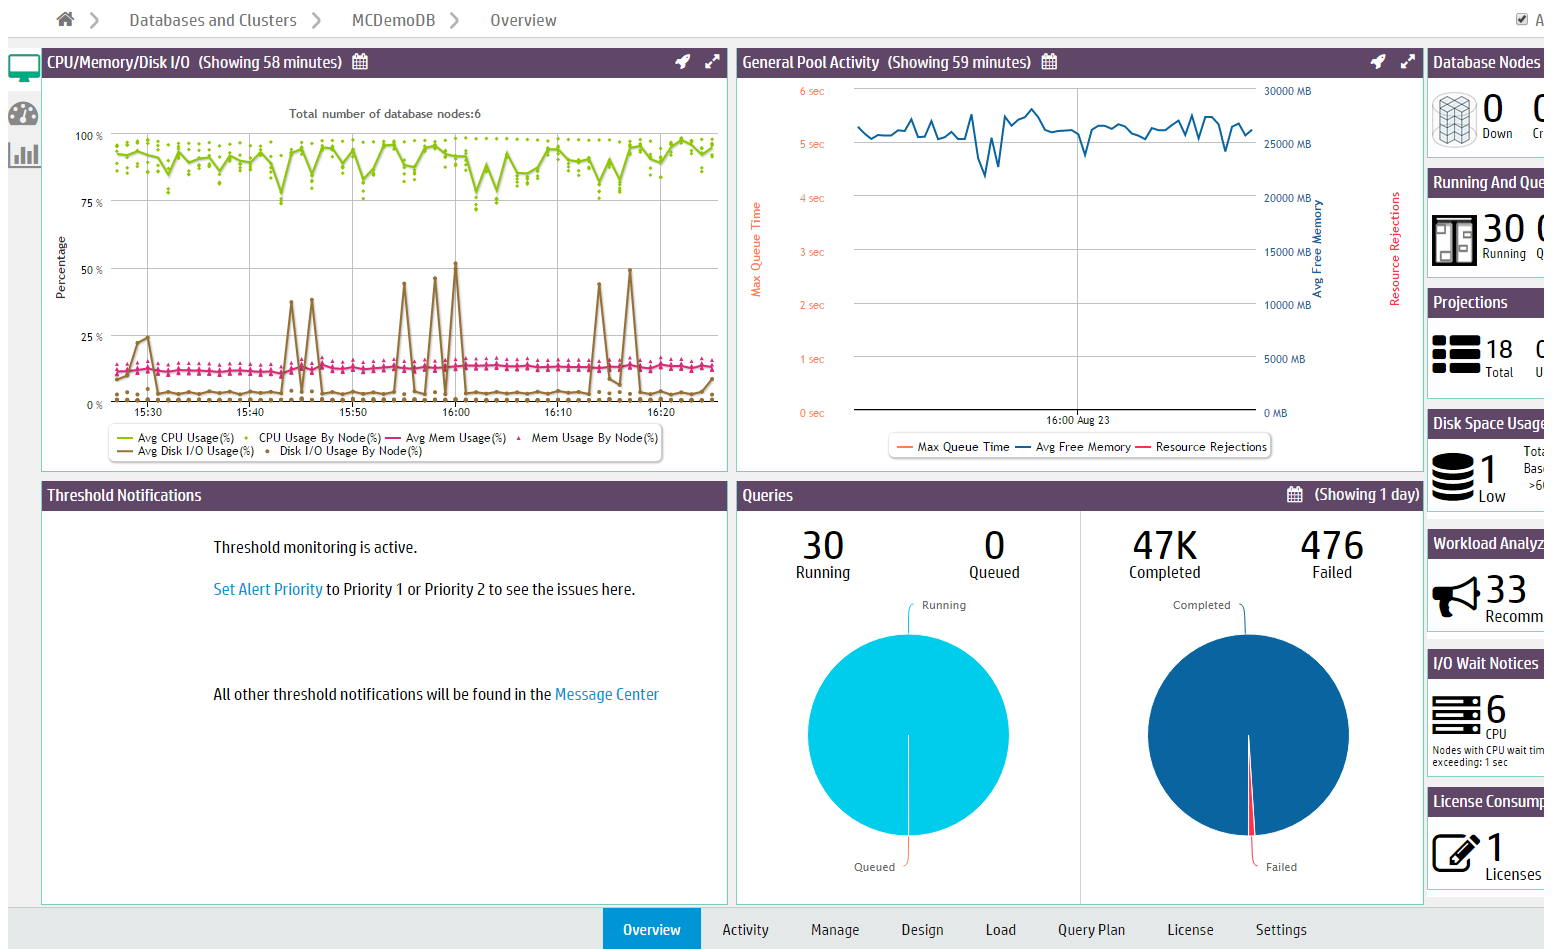 Databases and Clusters MCDemoDB Overview
CPU/Memory/Disk I/O (Showing 58 minutes)
Total number of database nodes:6
100 %
75 %
50 %
25 %
0 %
Percentage
15:30 15:40 15:50 16:00 16:10 16:20
Avg CPU Usage(%) CPU Usage By Node(%) Avg Mem Usage(%) Mem Usage By Node(%)
Avg Disk I/O Usage(%) Disk I/O Usage By Node(%)
General Pool Activity (Showing 59 minutes)
6 sec 30000 MB
5 sec 25000 MB
4 sec 20000 MB
3 sec 15000 MB
2 sec 10000 MB
1 sec 5000 MB
0 sec 0 MB
Max Queue Time
Avg Free Memory
Resource Rejections
16:00 Aug 23
Max Queue Time Avg Free Memory Resource Rejections
Database Nodes
0
Down
Running And Que
30
Running
Projections
18
Total
Disk Space Usage
1
Low
Workload Analyz
33
Recomm
I/O Wait Notices
6
CPU
Nodes with CPU wait tim
exceeding: 1 sec
License Consump
1
Licenses
Threshold Notifications
Threshold monitoring is active.
Set Alert Priority to Priority 1 or Priority 2 to see the issues here.
All other threshold notifications will be found in the Message Center
Queries (Showing 1 day)
30 0 47K 476
Running Queued Completed Failed
Running
Queued
Completed
Failed
Overview Activity Manage Design Load Query Plan License Settings